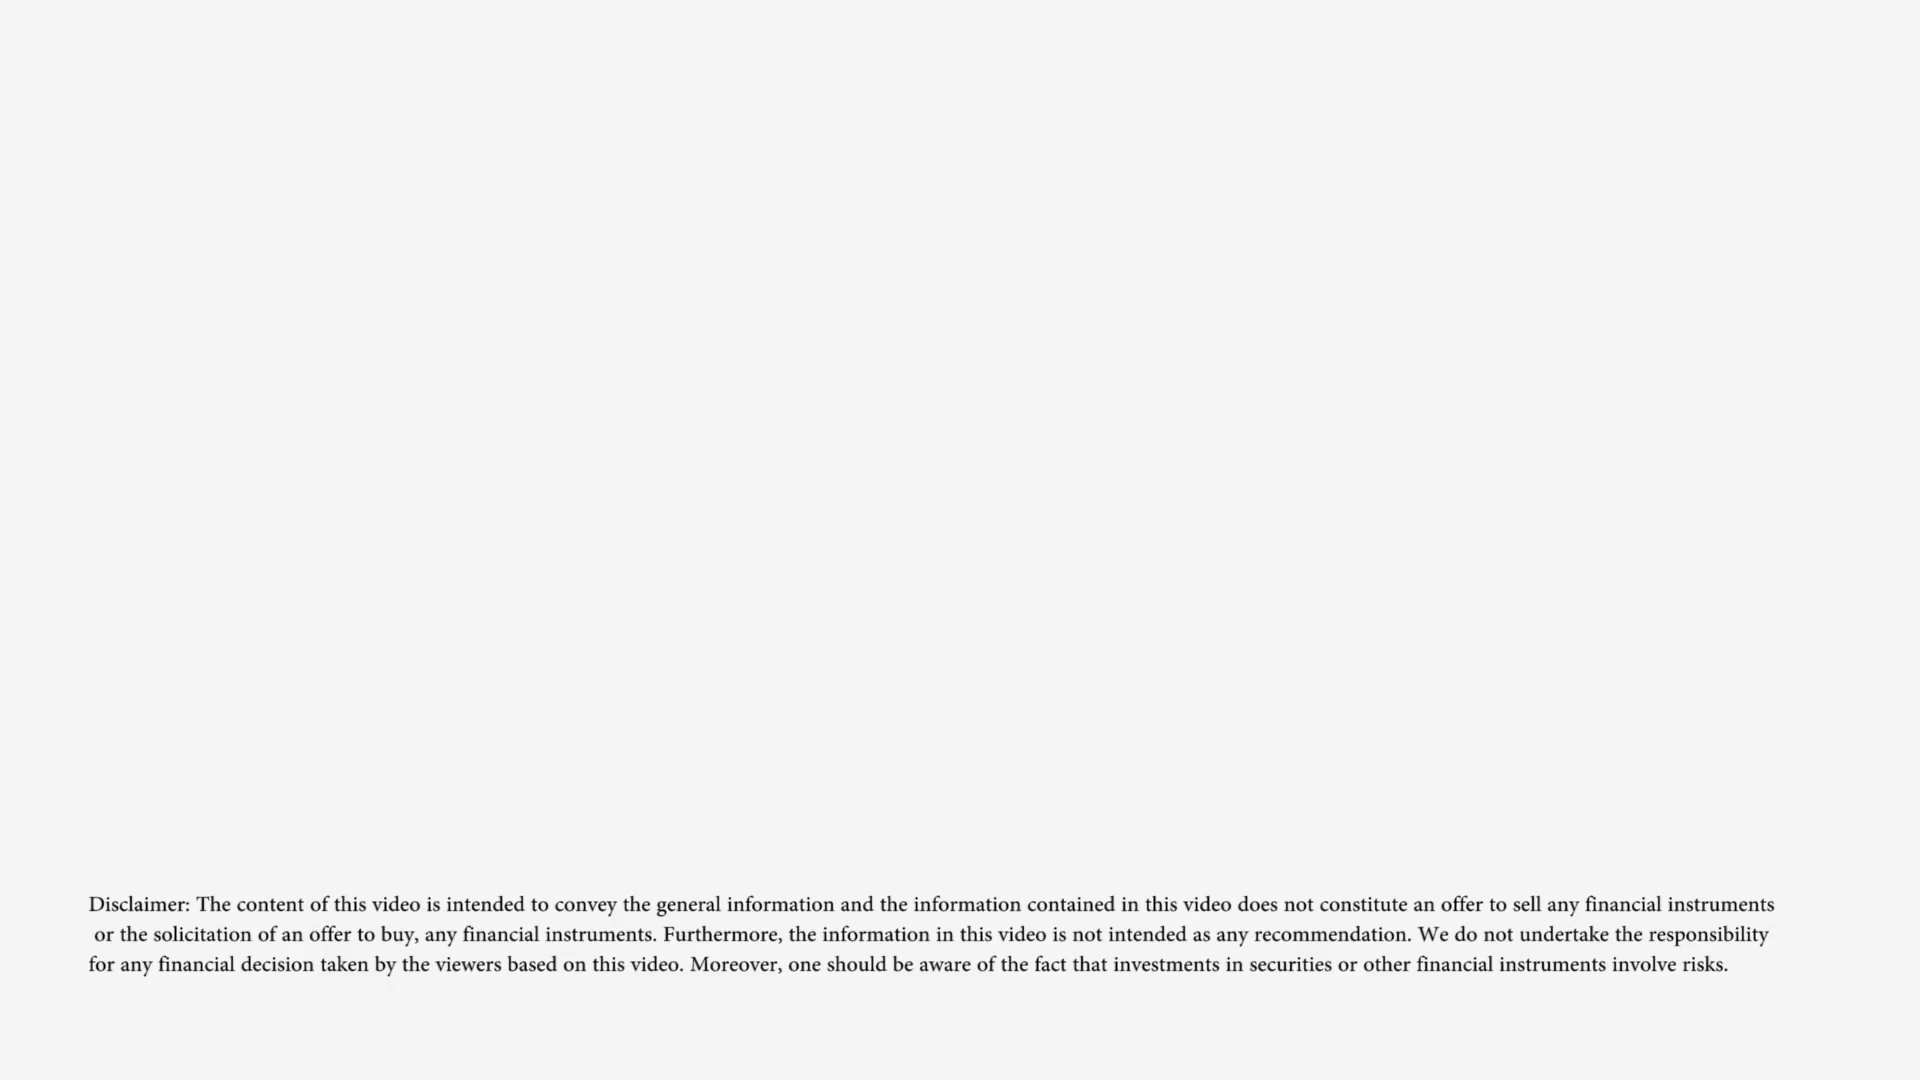 Disclaimer: The content of this video is intended to convey the general information and the information contained in this video does not constitute an offer to sell any financial instruments
or the solicitation of an offer to buy, any financial instruments. Furthermore, the information in this video is not intended as any recommendation. We do not undertake the responsibility
for any financial decision taken by the viewers based on this video. Moreover, one should be aware of the fact that investments in securities or other financial instruments involve risks.